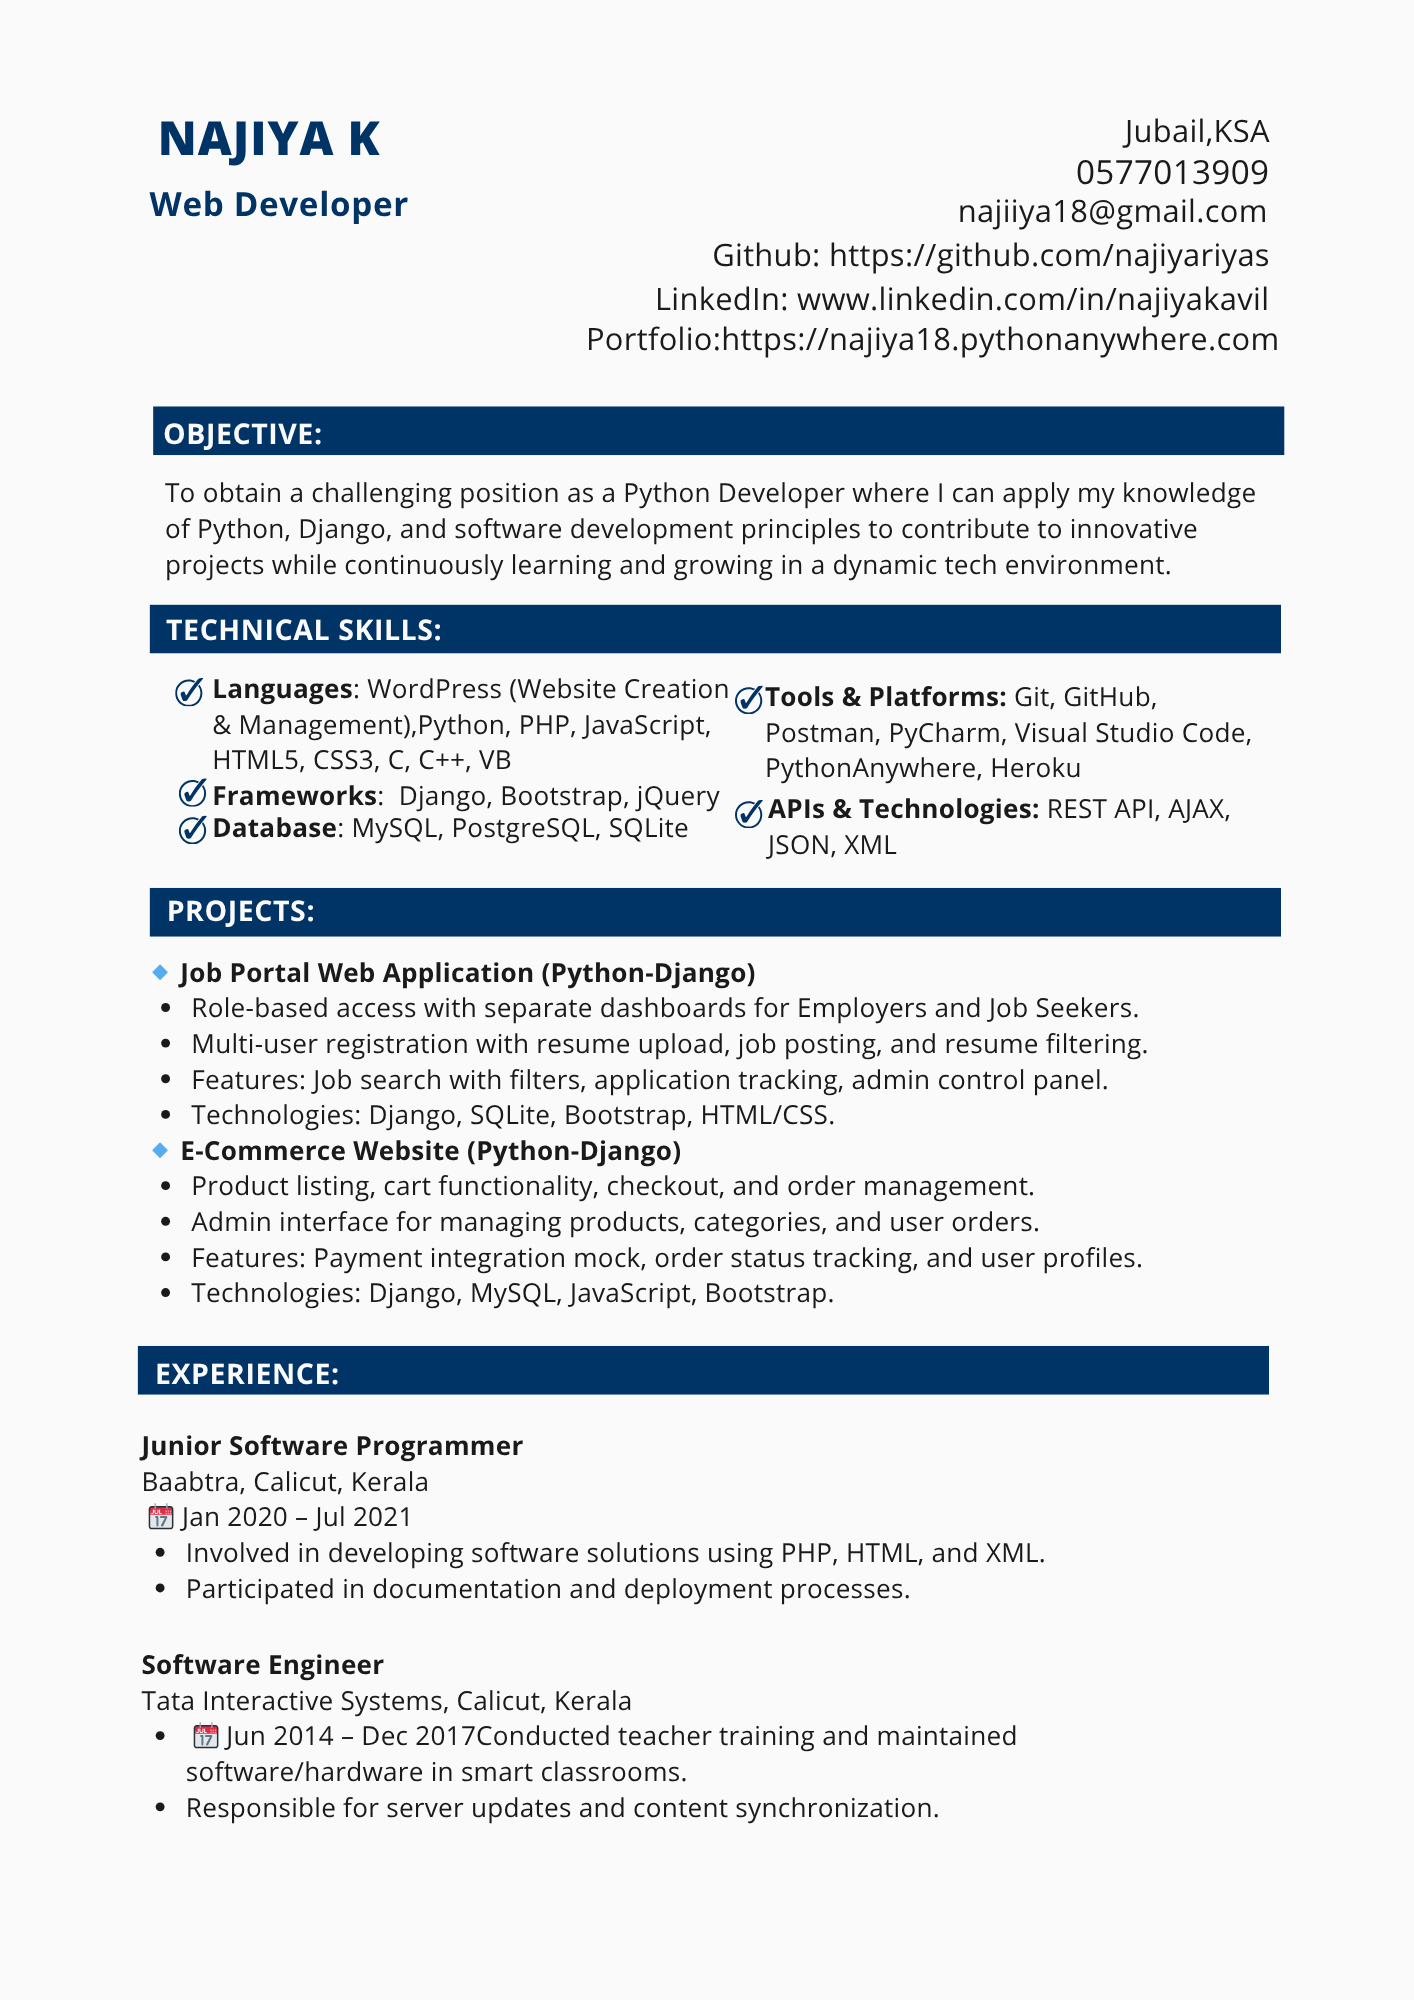 NAJIYA K
Web Developer
Jubail,KSA
0577013909
najiiya18@gmail.com
Github: https://github.com/najiyariyas
LinkedIn: www.linkedin.com/in/najiyakavil
Portfolio:https://najiya18.pythonanywhere.com
OBJECTIVE:
To obtain a challenging position as a Python Developer where I can apply my knowledge
of Python, Django, and software development principles to contribute to innovative
projects while continuously learning and growing in a dynamic tech environment.
TECHNICAL SKILLS:
Languages: WordPress (Website Creation
& Management),Python, PHP, JavaScript,
HTML5, CSS3, C, C++, VB
Frameworks:  Django, Bootstrap, jQuery
Database: MySQL, PostgreSQL, SQLite
Tools & Platforms: Git, GitHub,
Postman, PyCharm, Visual Studio Code,
PythonAnywhere, Heroku
APIs & Technologies: REST API, AJAX,
JSON, XML
PROJECTS:
🔹 Job Portal Web Application (Python-Django)
• Role-based access with separate dashboards for Employers and Job Seekers.
• Multi-user registration with resume upload, job posting, and resume filtering.
• Features: Job search with filters, application tracking, admin control panel.
• Technologies: Django, SQLite, Bootstrap, HTML/CSS.
🔹 E-Commerce Website (Python-Django)
• Product listing, cart functionality, checkout, and order management.
• Admin interface for managing products, categories, and user orders.
• Features: Payment integration mock, order status tracking, and user profiles.
• Technologies: Django, MySQL, JavaScript, Bootstrap.
EXPERIENCE:
Junior Software Programmer
Baabtra, Calicut, Kerala
📅 Jan 2020 – Jul 2021
• Involved in developing software solutions using PHP, HTML, and XML.
• Participated in documentation and deployment processes.
Software Engineer
Tata Interactive Systems, Calicut, Kerala
• 📅 Jun 2014 – Dec 2017Conducted teacher training and maintained
software/hardware in smart classrooms.
• Responsible for server updates and content synchronization.